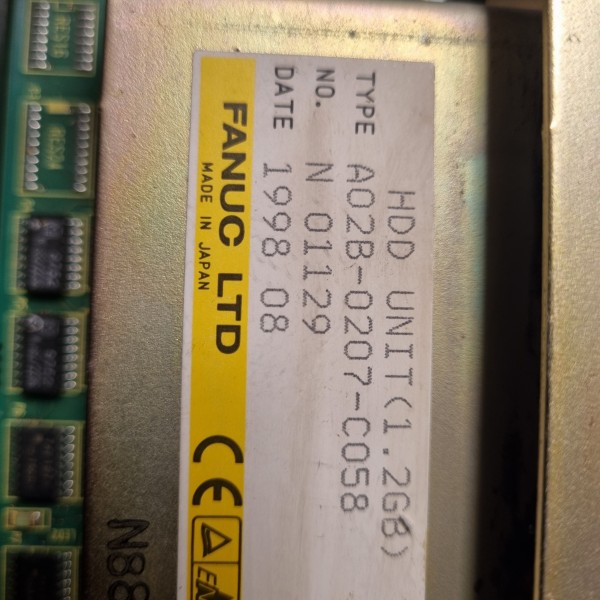 HDD UNIT(1.2GB)
TYPE A02B-0207-C058
NO. N 01129
DATE 1998 08
FANUC LTD
MADE IN JAPAN
CE
N88